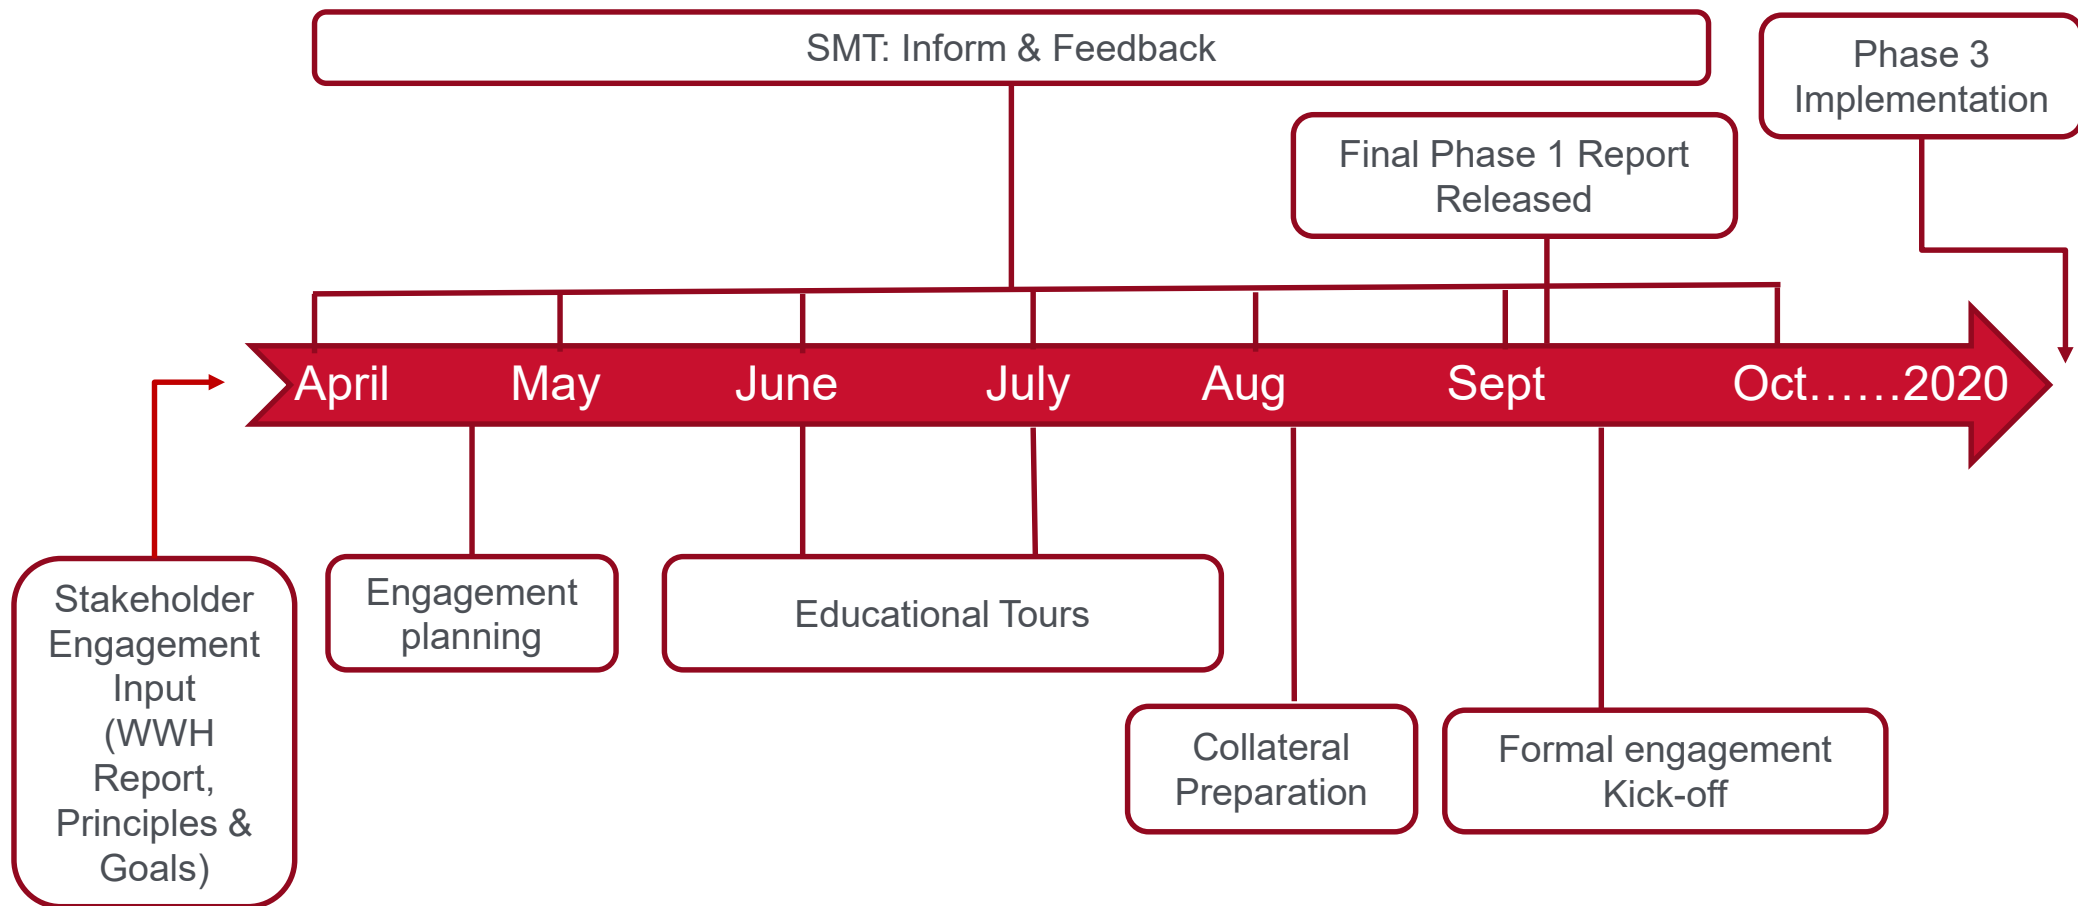 SMT: Inform & Feedback
Phase 3
Implementation
Final Phase 1 Report
Released
April
May
June
July
Aug
Sept
Oct......2020
Stakeholder
Engagement
Input
(WWH
Report,
Principles &
Goals)
Engagement
planning
Educational Tours
Collateral
Preparation
Formal engagement
Kick-off